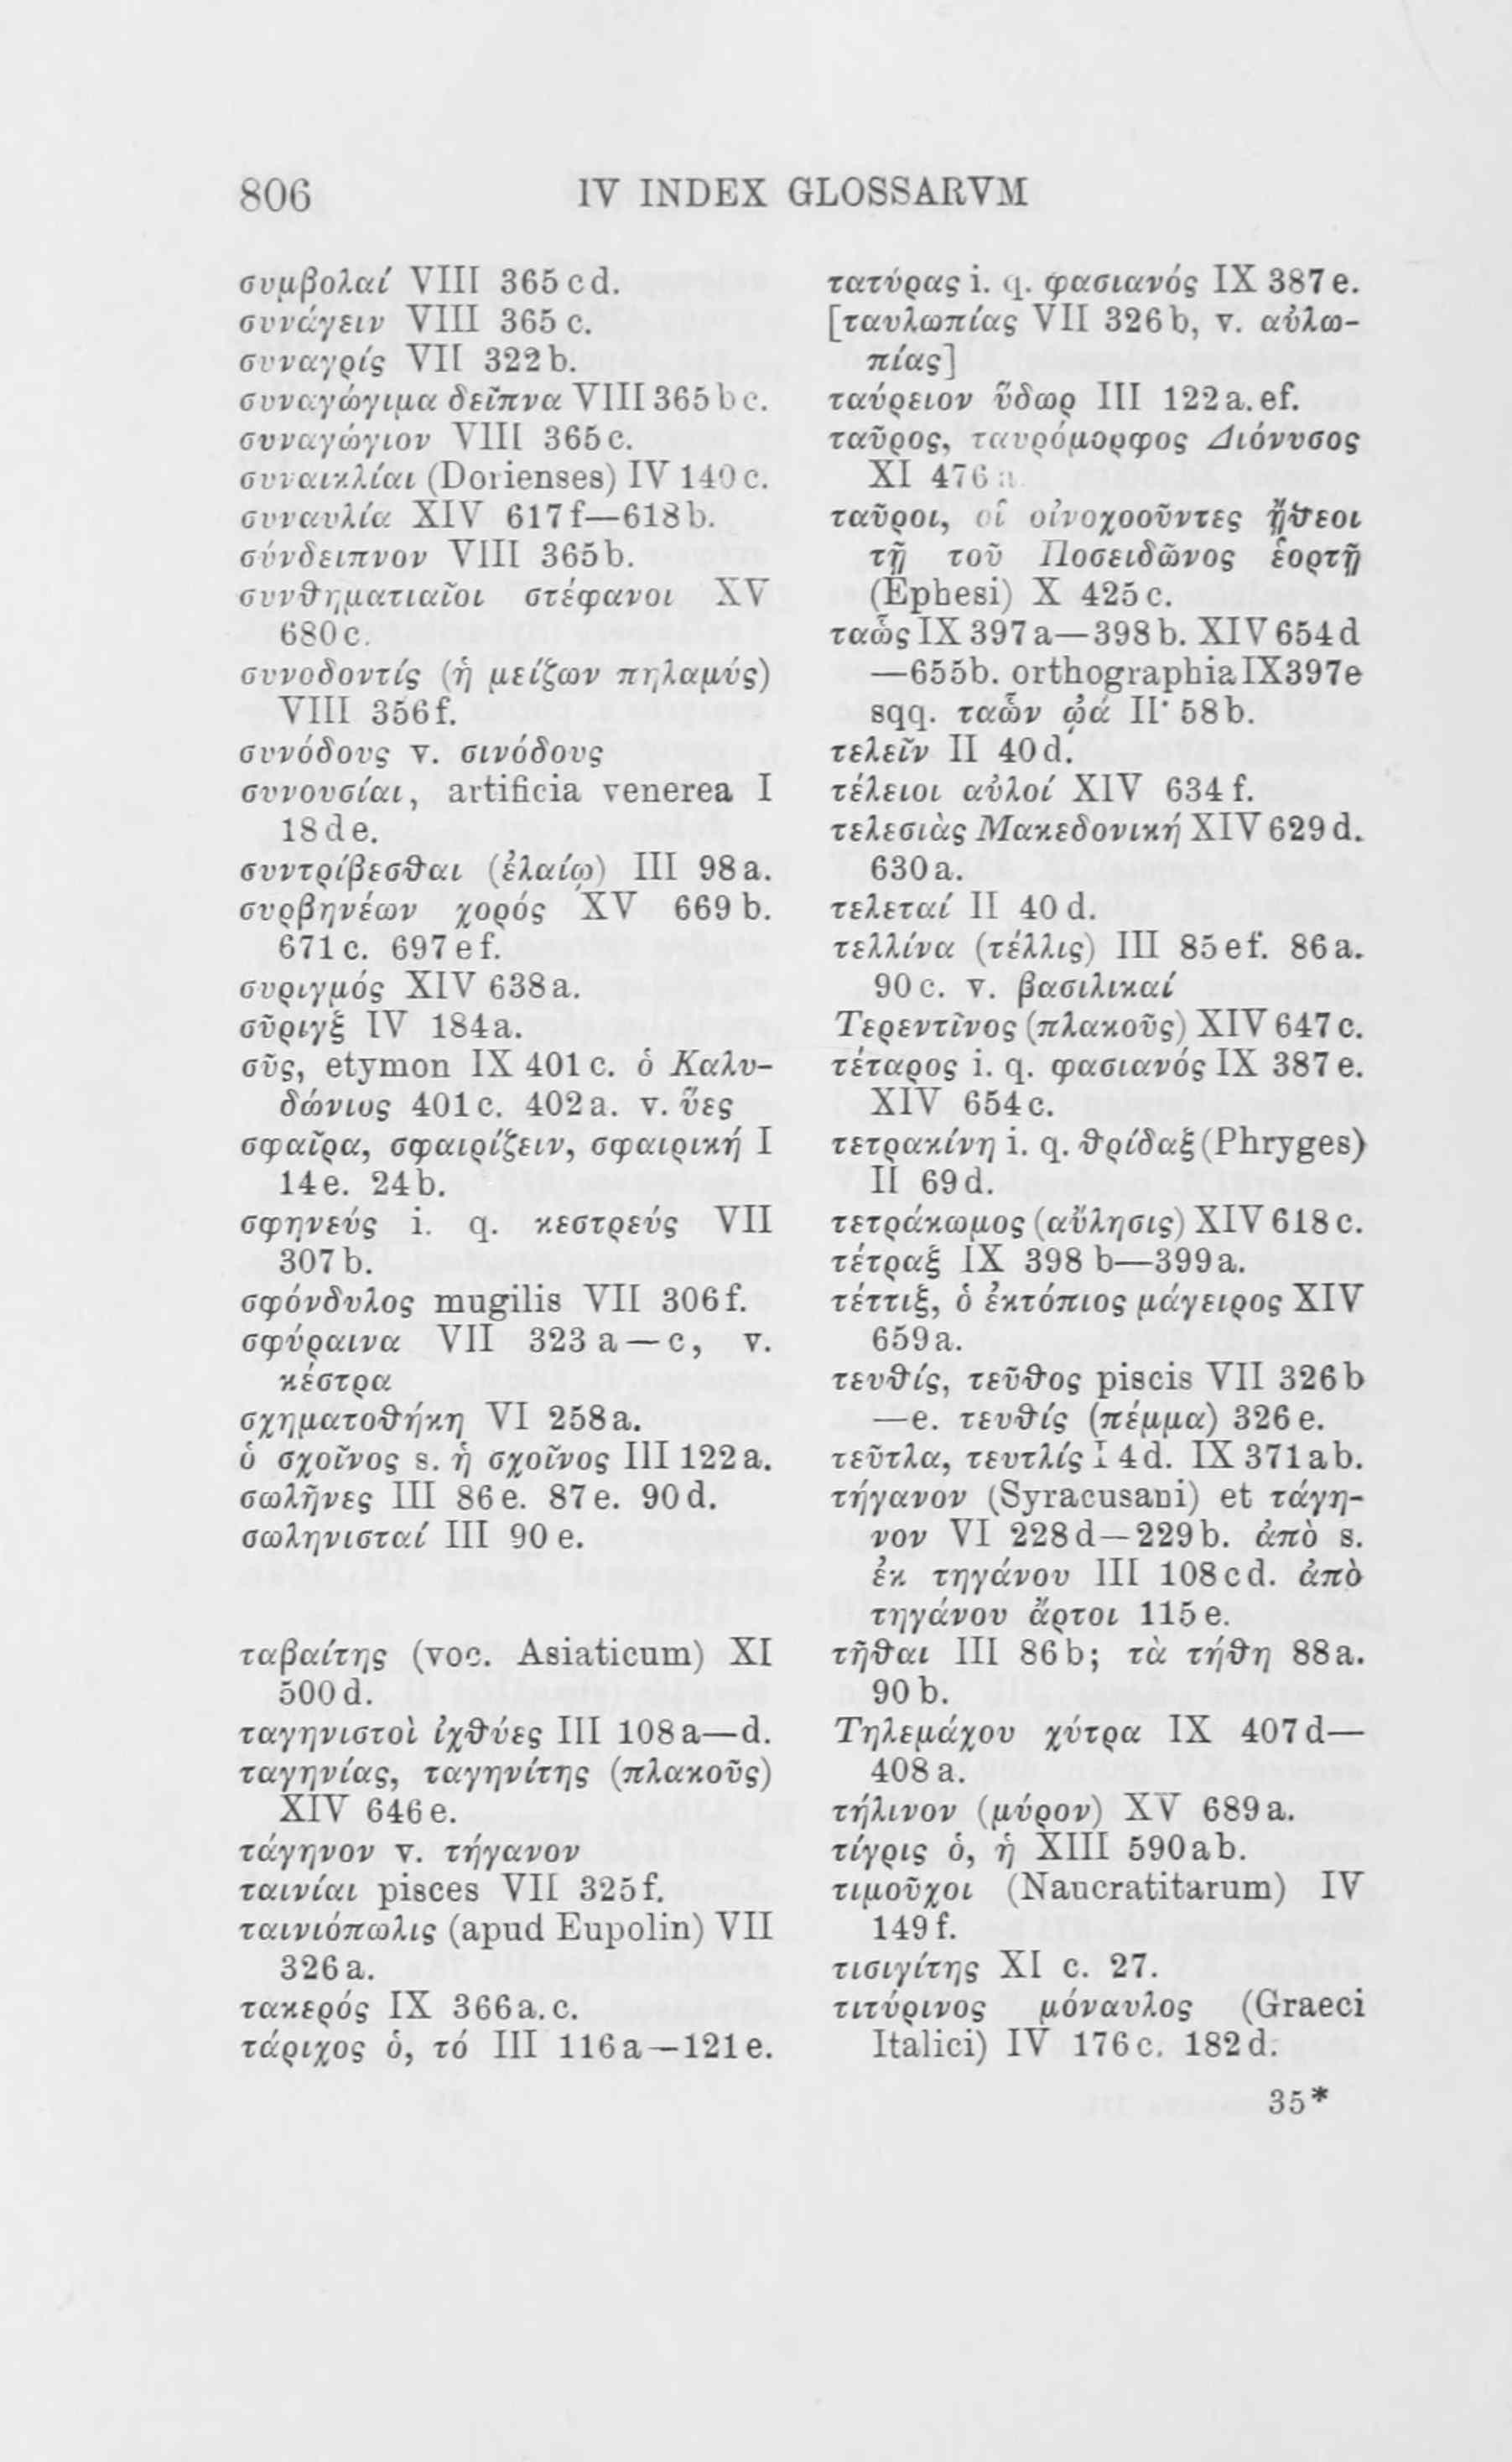 806
IV INDEX GLOSSARVM
συμβολαί VIII 365 c d.
συνάγειν VIII 365 c.
συναγρίς VII 322 b.
συναγώγιμα δεῖπνα VIII 365 b c.
συναγώγιον VIII 365 c.
συναικλίαι (Dorienses) IV 140 c.
συναυλία XIV 617 f—618 b.
σύνδειπνον VIII 365 b.
συνθηματιαῖοι στέφανοι XV
680 c.
συνοδοντίς (ἡ μείζων πηλαμύς)
VIII 356 f.
συνόδους v. σινόδους
συνουσίαι, artificia venerea I
18 d e.
συντρίβεσθαι (ἐλαίῳ) III 98 a.
συρβηνέων χορός XV 669 b.
671 c. 697 e f.
συριγμός XIV 638 a.
σῦριγξ IV 184 a.
σῦς, etymon IX 401 c. ὁ Καλυ-
δώνιος 401 c. 402 a. v. ὕες
σφαῖρα, σφαιρίζειν, σφαιρική I
14 e. 24 b.
σφηνεύς i. q. κεστρεύς VII
307 b.
σφόνδυλος mugilis VII 306 f.
σφύραινα VII 323 a — c, v.
κέστρα
σχηματοθήκη VI 258 a.
ὁ σχοῖνος s. ἡ σχοῖνος III 122 a.
σωλῆνες III 86 e. 87 e. 90 d.
σωληνισταί III 90 e.
ταβαίτης (voc. Asiaticum) XI
500 d.
ταγηνιστοὶ ἰχθύες III 108 a—d.
ταγηνίας, ταγηνίτης (πλακοῦς)
XIV 646 e.
τάγηνον v. τήγανον
ταινίαι pisces VII 325 f.
ταινιόπωλις (apud Eupolin) VII
326 a.
τακερός IX 366 a. c.
τάριχος ὁ, τό III 116 a—121 e.
τατύρας i. q. φασιανός IX 387 e.
[ταυλωπίας VII 326 b, v. αὐλω-
πίας]
ταύρειον ὕδωρ III 122 a. ef.
ταῦρος, ταυρόμορφος Διόνυσος
XI 476 a.
ταῦροι, οἱ οἰνοχοοῦντες ᾔθεοι
τῇ τοῦ Ποσειδῶνος ἑορτῇ
(Ephesi) X 425 c.
ταὧς IX 397 a—398 b. XIV 654 d
—655 b. orthographia IX 397 e
sqq. ταὧν ᾠά II 58 b.
τελεῖν II 40 d.
τέλειοι αὐλοί XIV 634 f.
τελεσιὰς Μακεδονική XIV 629 d.
630 a.
τελεταί II 40 d.
τελλίνα (τέλλις) III 85 e f. 86 a.
90 c. v. βασιλικαί
Τερεντῖνος (πλακοῦς) XIV 647 c.
τέταρος i. q. φασιανός IX 387 e.
XIV 654 c.
τετρακίνη i. q. θρίδαξ (Phryges)
II 69 d.
τετράκωμος (αὔλησις) XIV 618 c.
τέτραξ IX 398 b—399 a.
τέττιξ, ὁ ἐκτόπιος μάγειρος XIV
659 a.
τευθίς, τεῦθος piscis VII 326 b
—e. τευθίς (πέμμα) 326 e.
τεῦτλα, τευτλίς I 4 d. IX 371 a b.
τήγανον (Syracusani) et τάγη-
νον VI 228 d—229 b. ἀπὸ s.
ἐκ τηγάνου III 108 c d. ἀπὸ
τηγάνου ἄρτοι 115 e.
τῆθαι III 86 b; τὰ τήθη 88 a.
90 b.
Τηλεμάχου χύτρα IX 407 d—
408 a.
τήλινον (μύρον) XV 689 a.
τίγρις ὁ, ἡ XIII 590 a b.
τιμοῦχοι (Naucratitarum) IV
149 f.
τισιγίτης XI c. 27.
τιτύρινος μόναυλος (Graeci
Italici) IV 176 c. 182 d.
35*